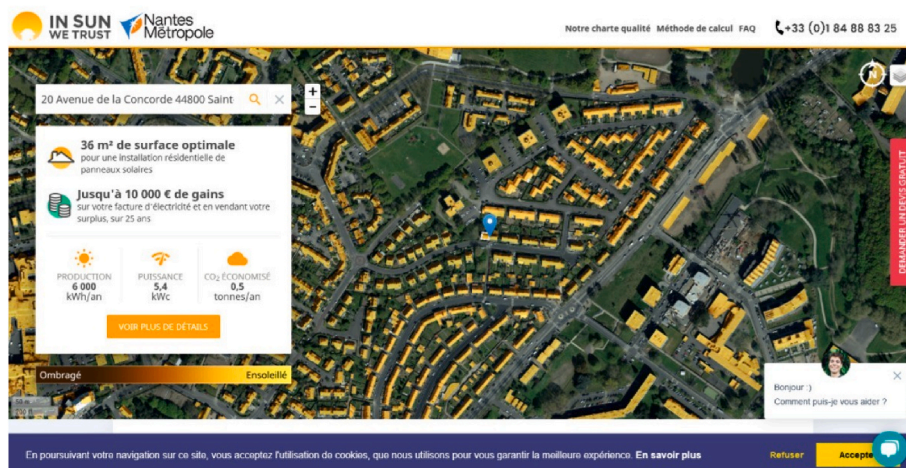 IN SUN
WE TRUST
Nantes
Métropole
Notre charte qualité Méthode de calcul FAQ
+33 (0)1 84 88 83 25
20 Avenue de la Concorde 44800 Saint
+
−
N
36 m² de surface optimale
pour une installation résidentielle de
panneaux solaires
Jusqu'à 10 000 € de gains
sur votre facture d'électricité et en vendant votre
surplus, sur 25 ans
PRODUCTION
6 000
kWh/an
PUISSANCE
5,4
kWc
CO₂ ÉCONOMISÉ
0,5
tonnes/an
VOIR PLUS DE DÉTAILS
Ombragé
Ensoleillé
DEMANDER UN DEVIS GRATUIT
Bonjour :)
Comment puis-je vous aider ?
En poursuivant votre navigation sur ce site, vous acceptez l'utilisation de cookies, que nous utilisons pour vous garantir la meilleure expérience. En savoir plus
Refuser
Accepte